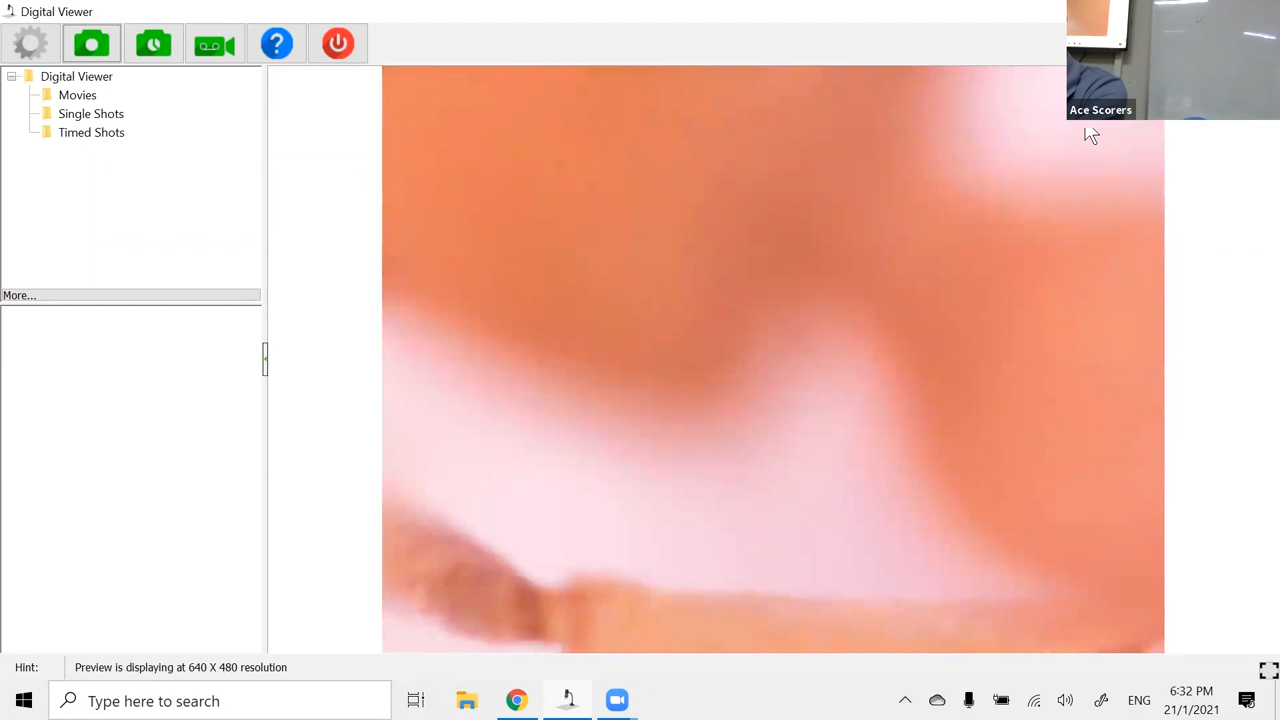 Digital Viewer
Ace Scorers
Digital Viewer
Movies
Single Shots
Timed Shots
More...
Hint:
Preview is displaying at 640 X 480 resolution
Type here to search
ENG
6:32 PM
21/1/2021